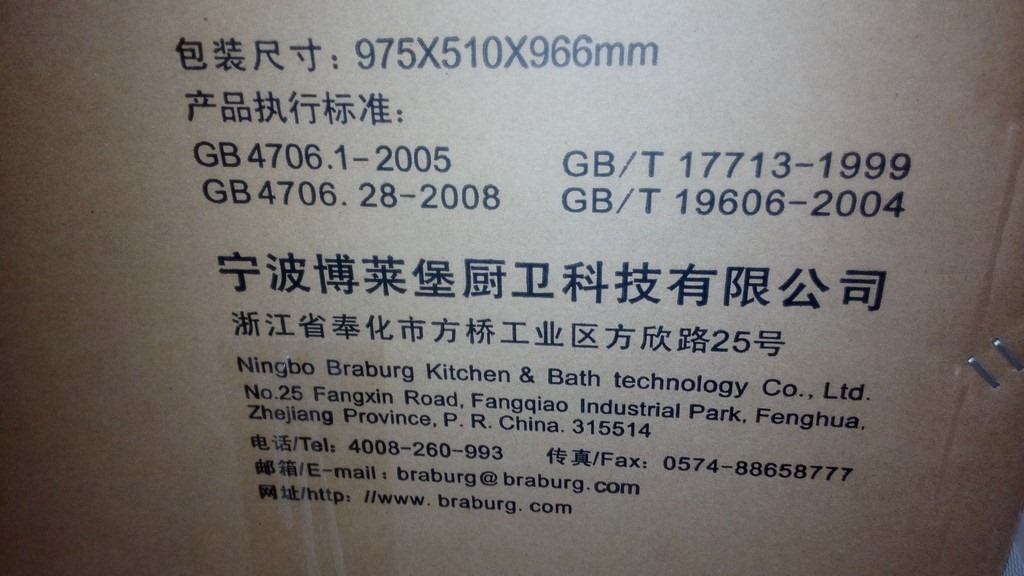 包装尺寸：975X510X966mm
产品执行标准：
GB 4706.1-2005 GB/T 17713-1999
GB 4706. 28-2008 GB/T 19606-2004
宁波博莱堡厨卫科技有限公司
浙江省奉化市方桥工业区方欣路25号
Ningbo Braburg Kitchen & Bath technology Co., Ltd.
No.25 Fangxin Road, Fangqiao Industrial Park, Fenghua,
Zhejiang Province, P. R. China. 315514
电话/Tel：4008-260-993 传真/Fax：0574-88658777
邮箱/E-mail：braburg@braburg.com
网址/http：//www. braburg. com